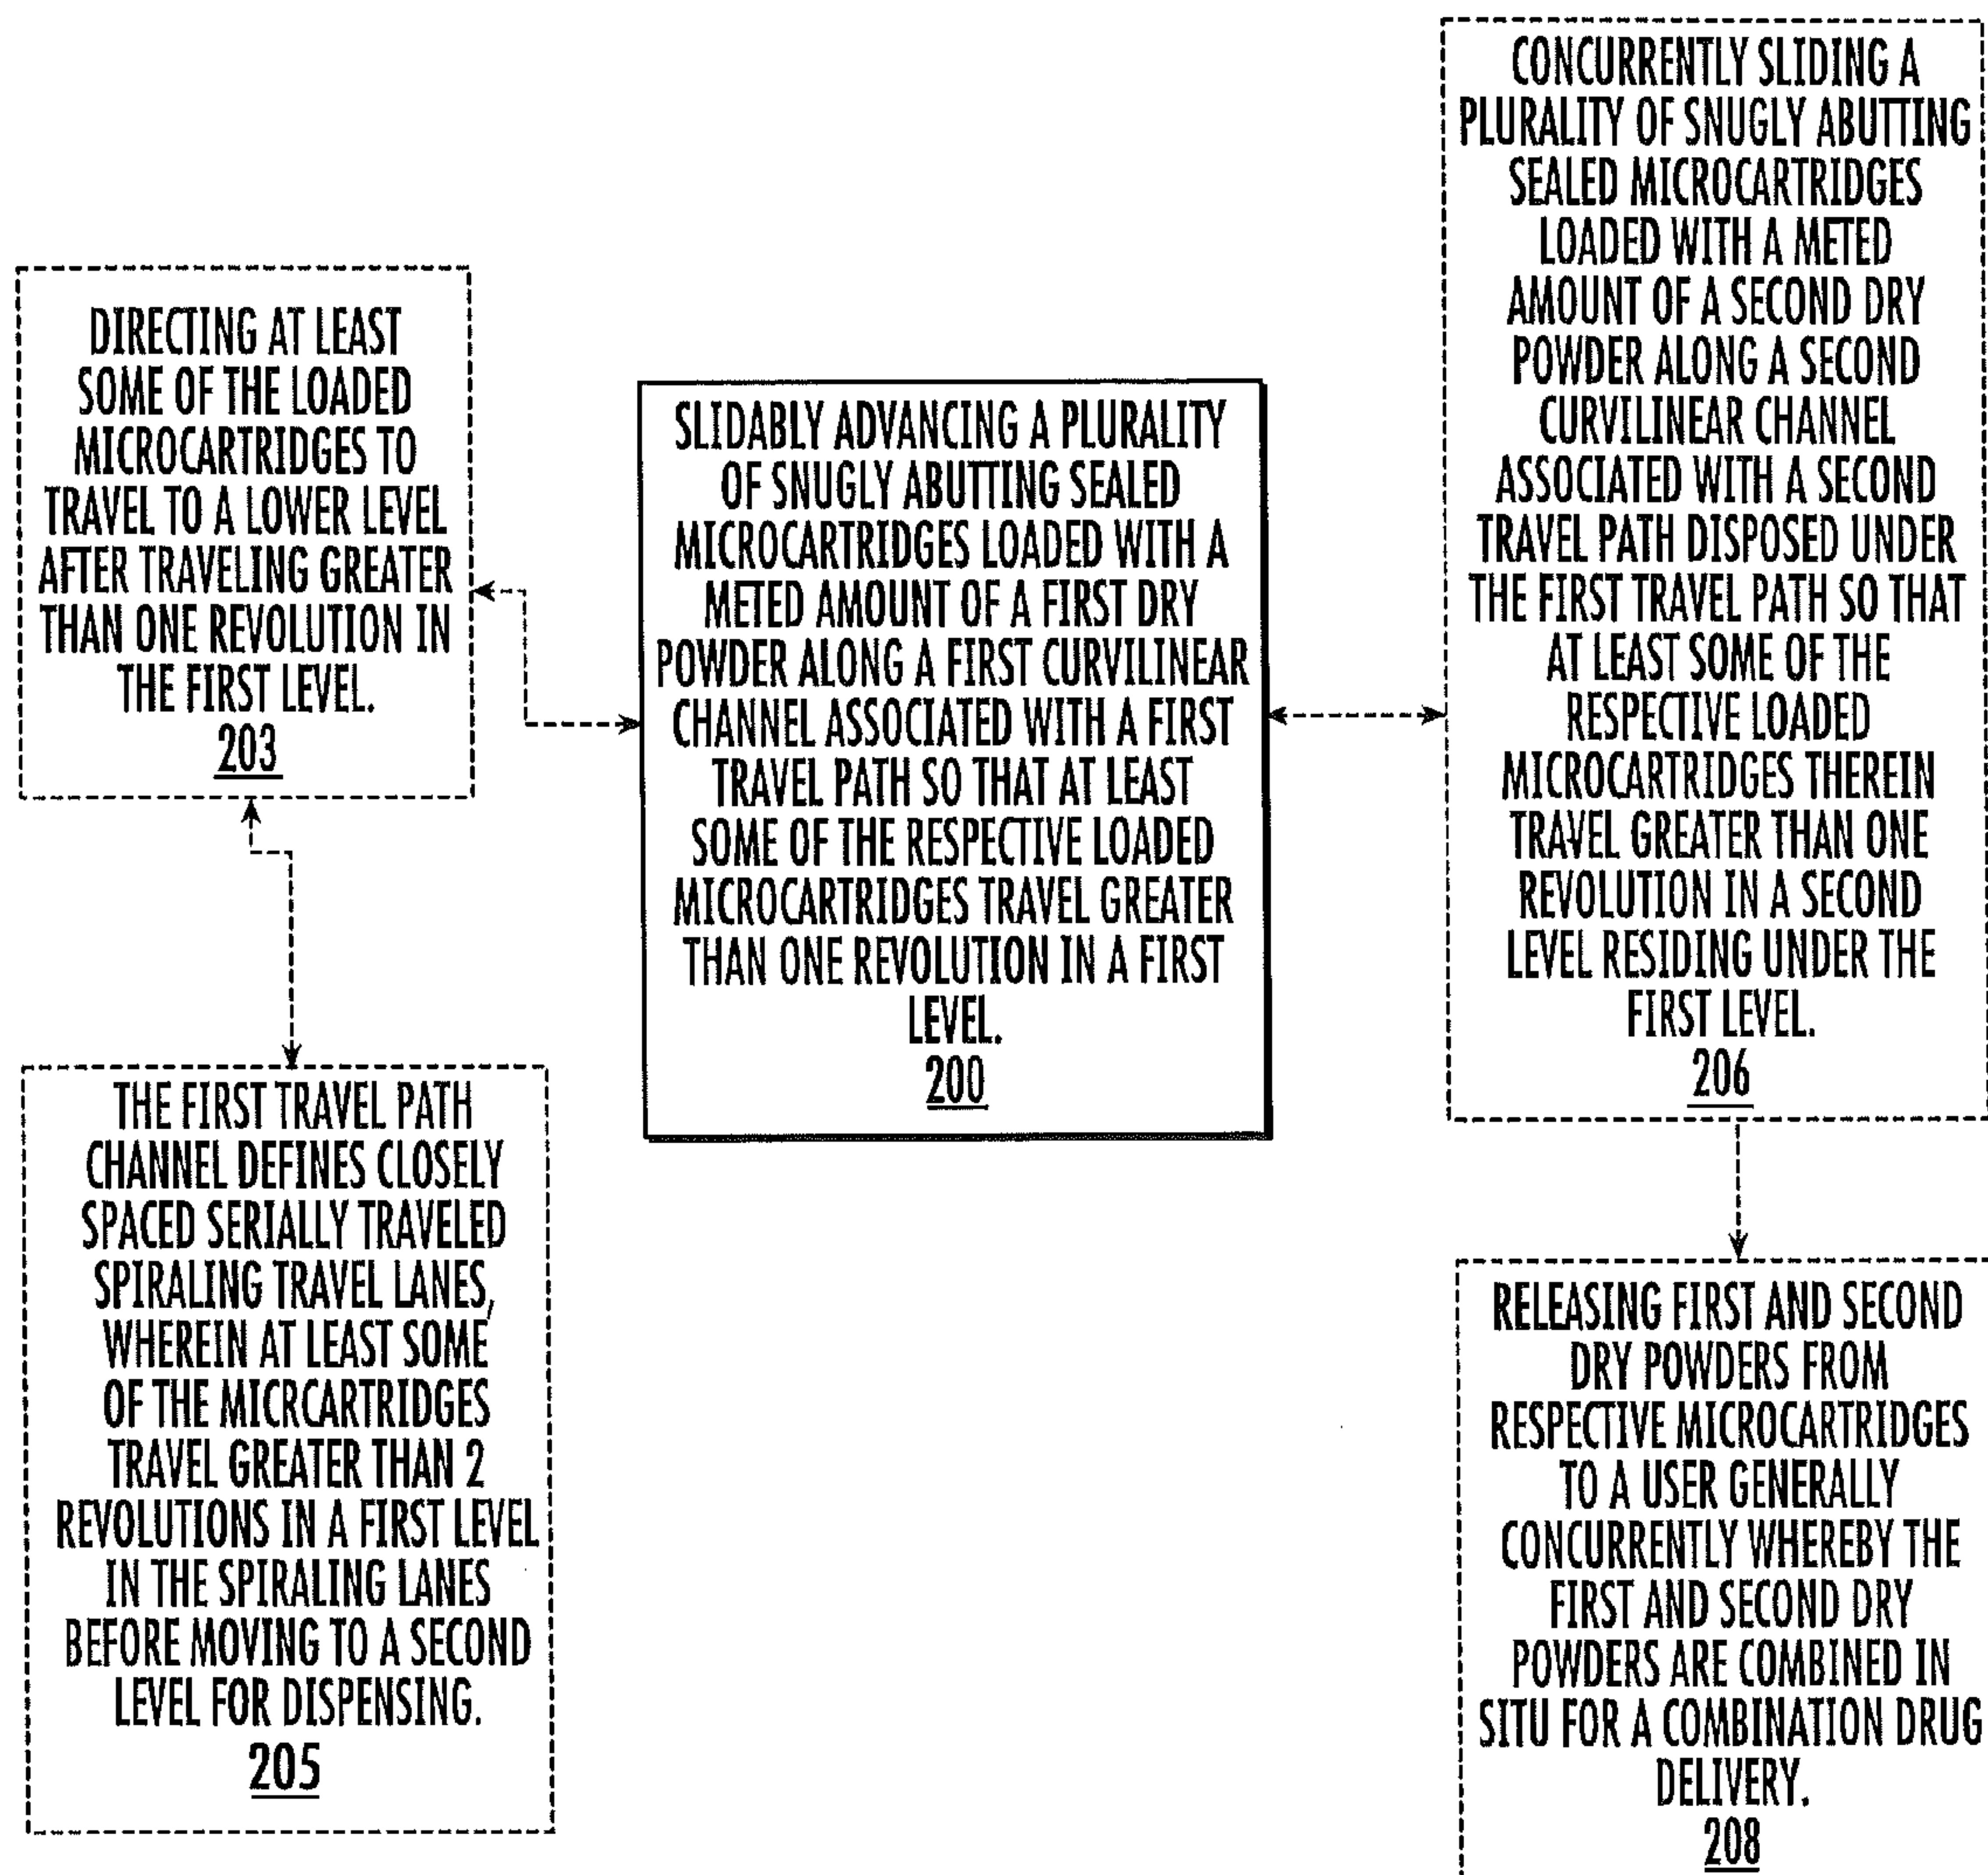 DIRECTING AT LEAST
SOME OF THE LOADED
MICROCARTRIDGES TO
TRAVEL TO A LOWER LEVEL
AFTER TRAVELING GREATER
THAN ONE REVOLUTION IN
THE FIRST LEVEL.
203
THE FIRST TRAVEL PATH
CHANNEL DEFINES CLOSELY
SPACED SERIALLY TRAVELED
SPIRALING TRAVEL LANES,
WHEREIN AT LEAST SOME
OF THE MICRCARTRIDGES
TRAVEL GREATER THAN 2
REVOLUTIONS IN A FIRST LEVEL
IN THE SPIRALING LANES
BEFORE MOVING TO A SECOND
LEVEL FOR DISPENSING.
205
SLIDABLY ADVANCING A PLURALITY
OF SNUGLY ABUTTING SEALED
MICROCARTRIDGES LOADED WITH A
METED AMOUNT OF A FIRST DRY
POWDER ALONG A FIRST CURVILINEAR
CHANNEL ASSOCIATED WITH A FIRST
TRAVEL PATH SO THAT AT LEAST
SOME OF THE RESPECTIVE LOADED
MICROCARTRIDGES TRAVEL GREATER
THAN ONE REVOLUTION IN A FIRST
LEVEL.
200
CONCURRENTLY SLIDING A
PLURALITY OF SNUGLY ABUTTING
SEALED MICROCARTRIDGES
LOADED WITH A METED
AMOUNT OF A SECOND DRY
POWDER ALONG A SECOND
CURVILINEAR CHANNEL
ASSOCIATED WITH A SECOND
TRAVEL PATH DISPOSED UNDER
THE FIRST TRAVEL PATH SO THAT
AT LEAST SOME OF THE
RESPECTIVE LOADED
MICROCARTRIDGES THEREIN
TRAVEL GREATER THAN ONE
REVOLUTION IN A SECOND
LEVEL RESIDING UNDER THE
FIRST LEVEL.
206
RELEASING FIRST AND SECOND
DRY POWDERS FROM
RESPECTIVE MICROCARTRIDGES
TO A USER GENERALLY
CONCURRENTLY WHEREBY THE
FIRST AND SECOND DRY
POWDERS ARE COMBINED IN
SITU FOR A COMBINATION DRUG
DELIVERY.
208